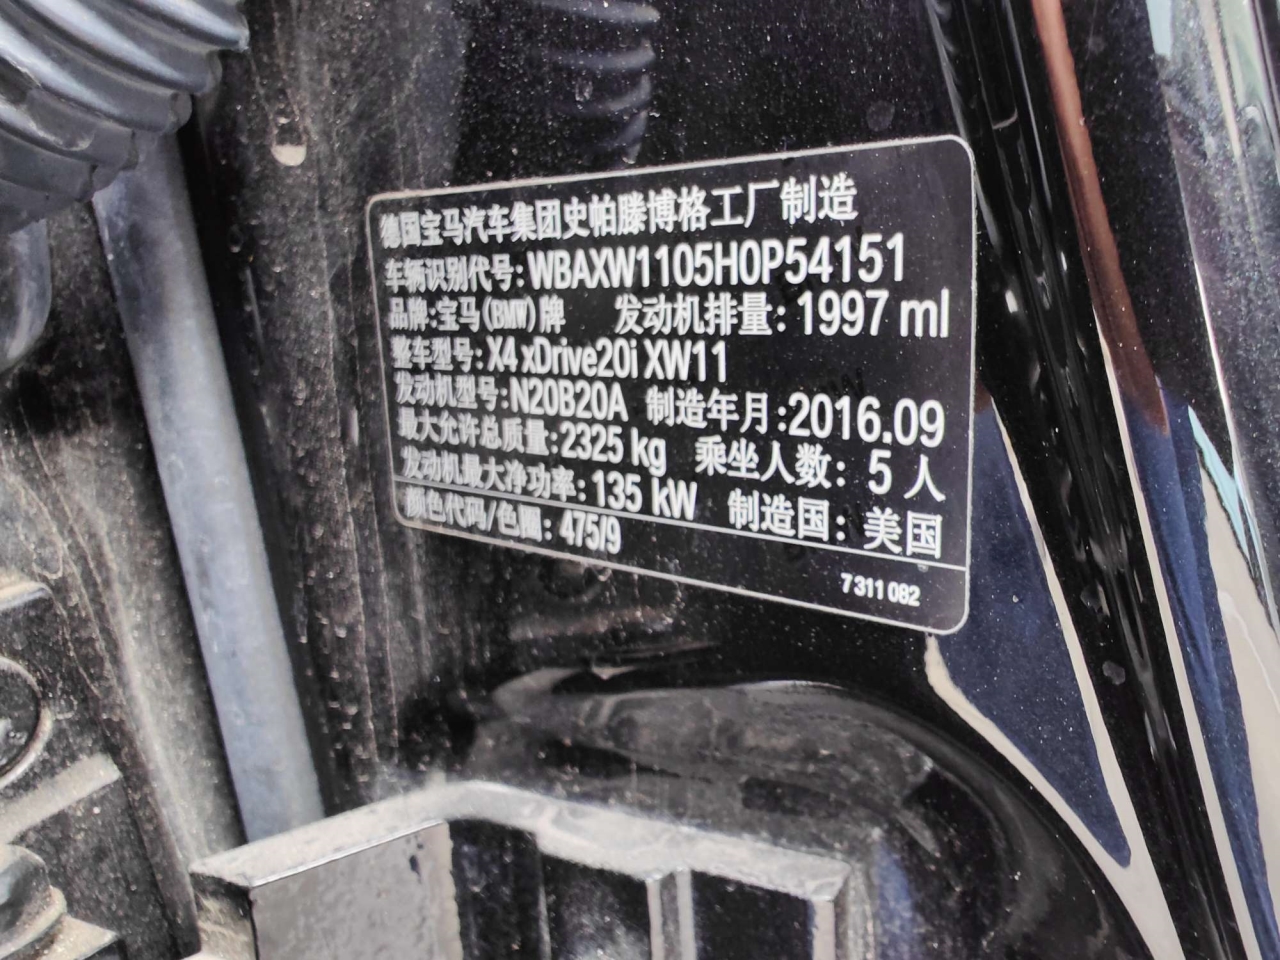 德国宝马汽车集团史帕滕博格工厂制造
车辆识别代号: WBAXW1105H0P54151
品牌:宝马(BMW)牌 发动机排量: 1997 ml
整车型号: X4 xDrive20i XW11
发动机型号: N20B20A 制造年月:2016.09
最大允许总质量:2325 kg 乘坐人数: 5 人
发动机最大净功率: 135 kW 制造国: 美国
颜色代码/色圈: 475/9
7 311 082